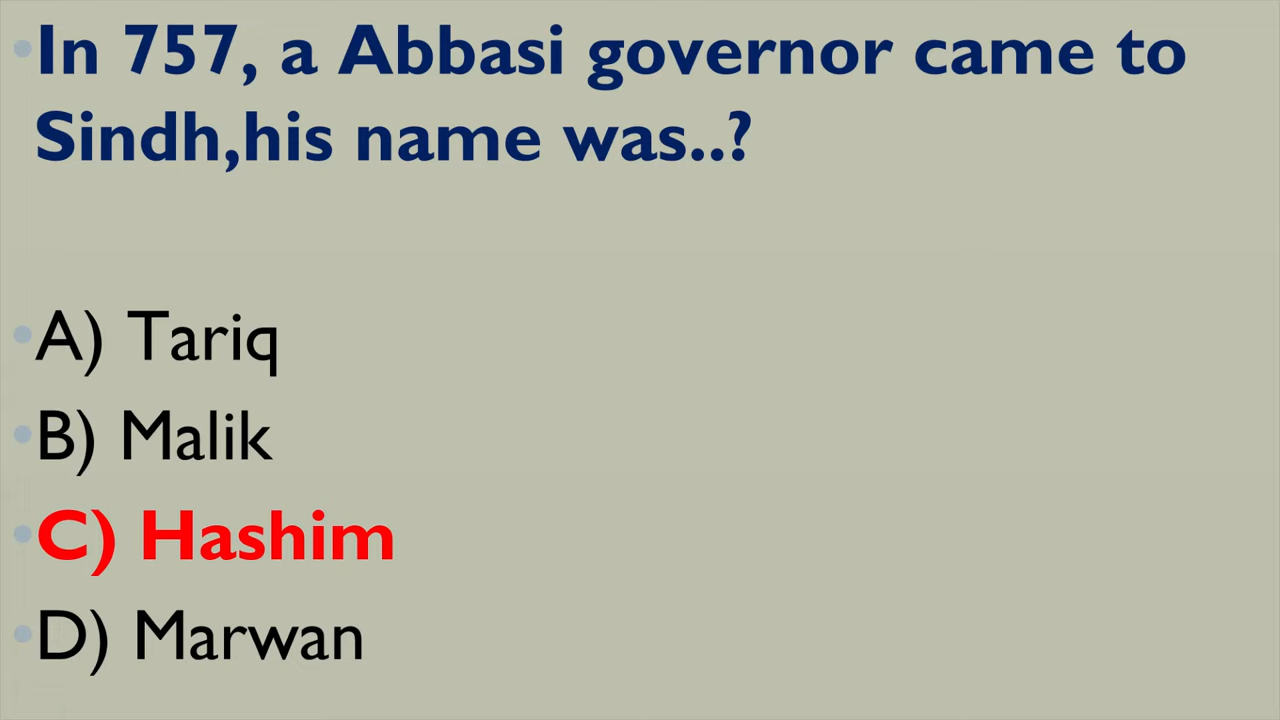 •In 757, a Abbasi governor came to
Sindh,his name was..?
•A) Tariq
•B) Malik
•C) Hashim
•D) Marwan